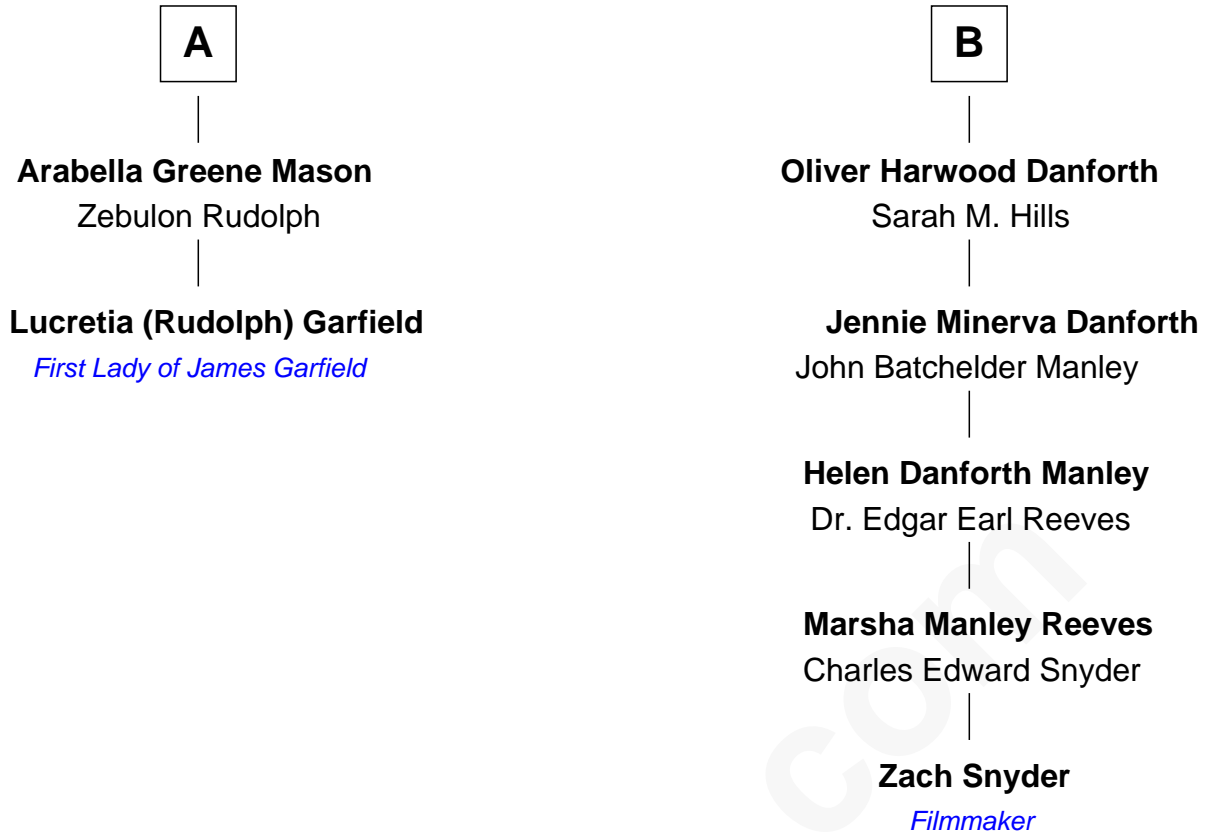 A
Arabella Greene Mason
Zebulon Rudolph
Lucretia (Rudolph) Garfield
First Lady of James Garfield
B
Oliver Harwood Danforth
Sarah M. Hills
Jennie Minerva Danforth
John Batchelder Manley
Helen Danforth Manley
Dr. Edgar Earl Reeves
Marsha Manley Reeves
Charles Edward Snyder
Zach Snyder
Filmmaker
com